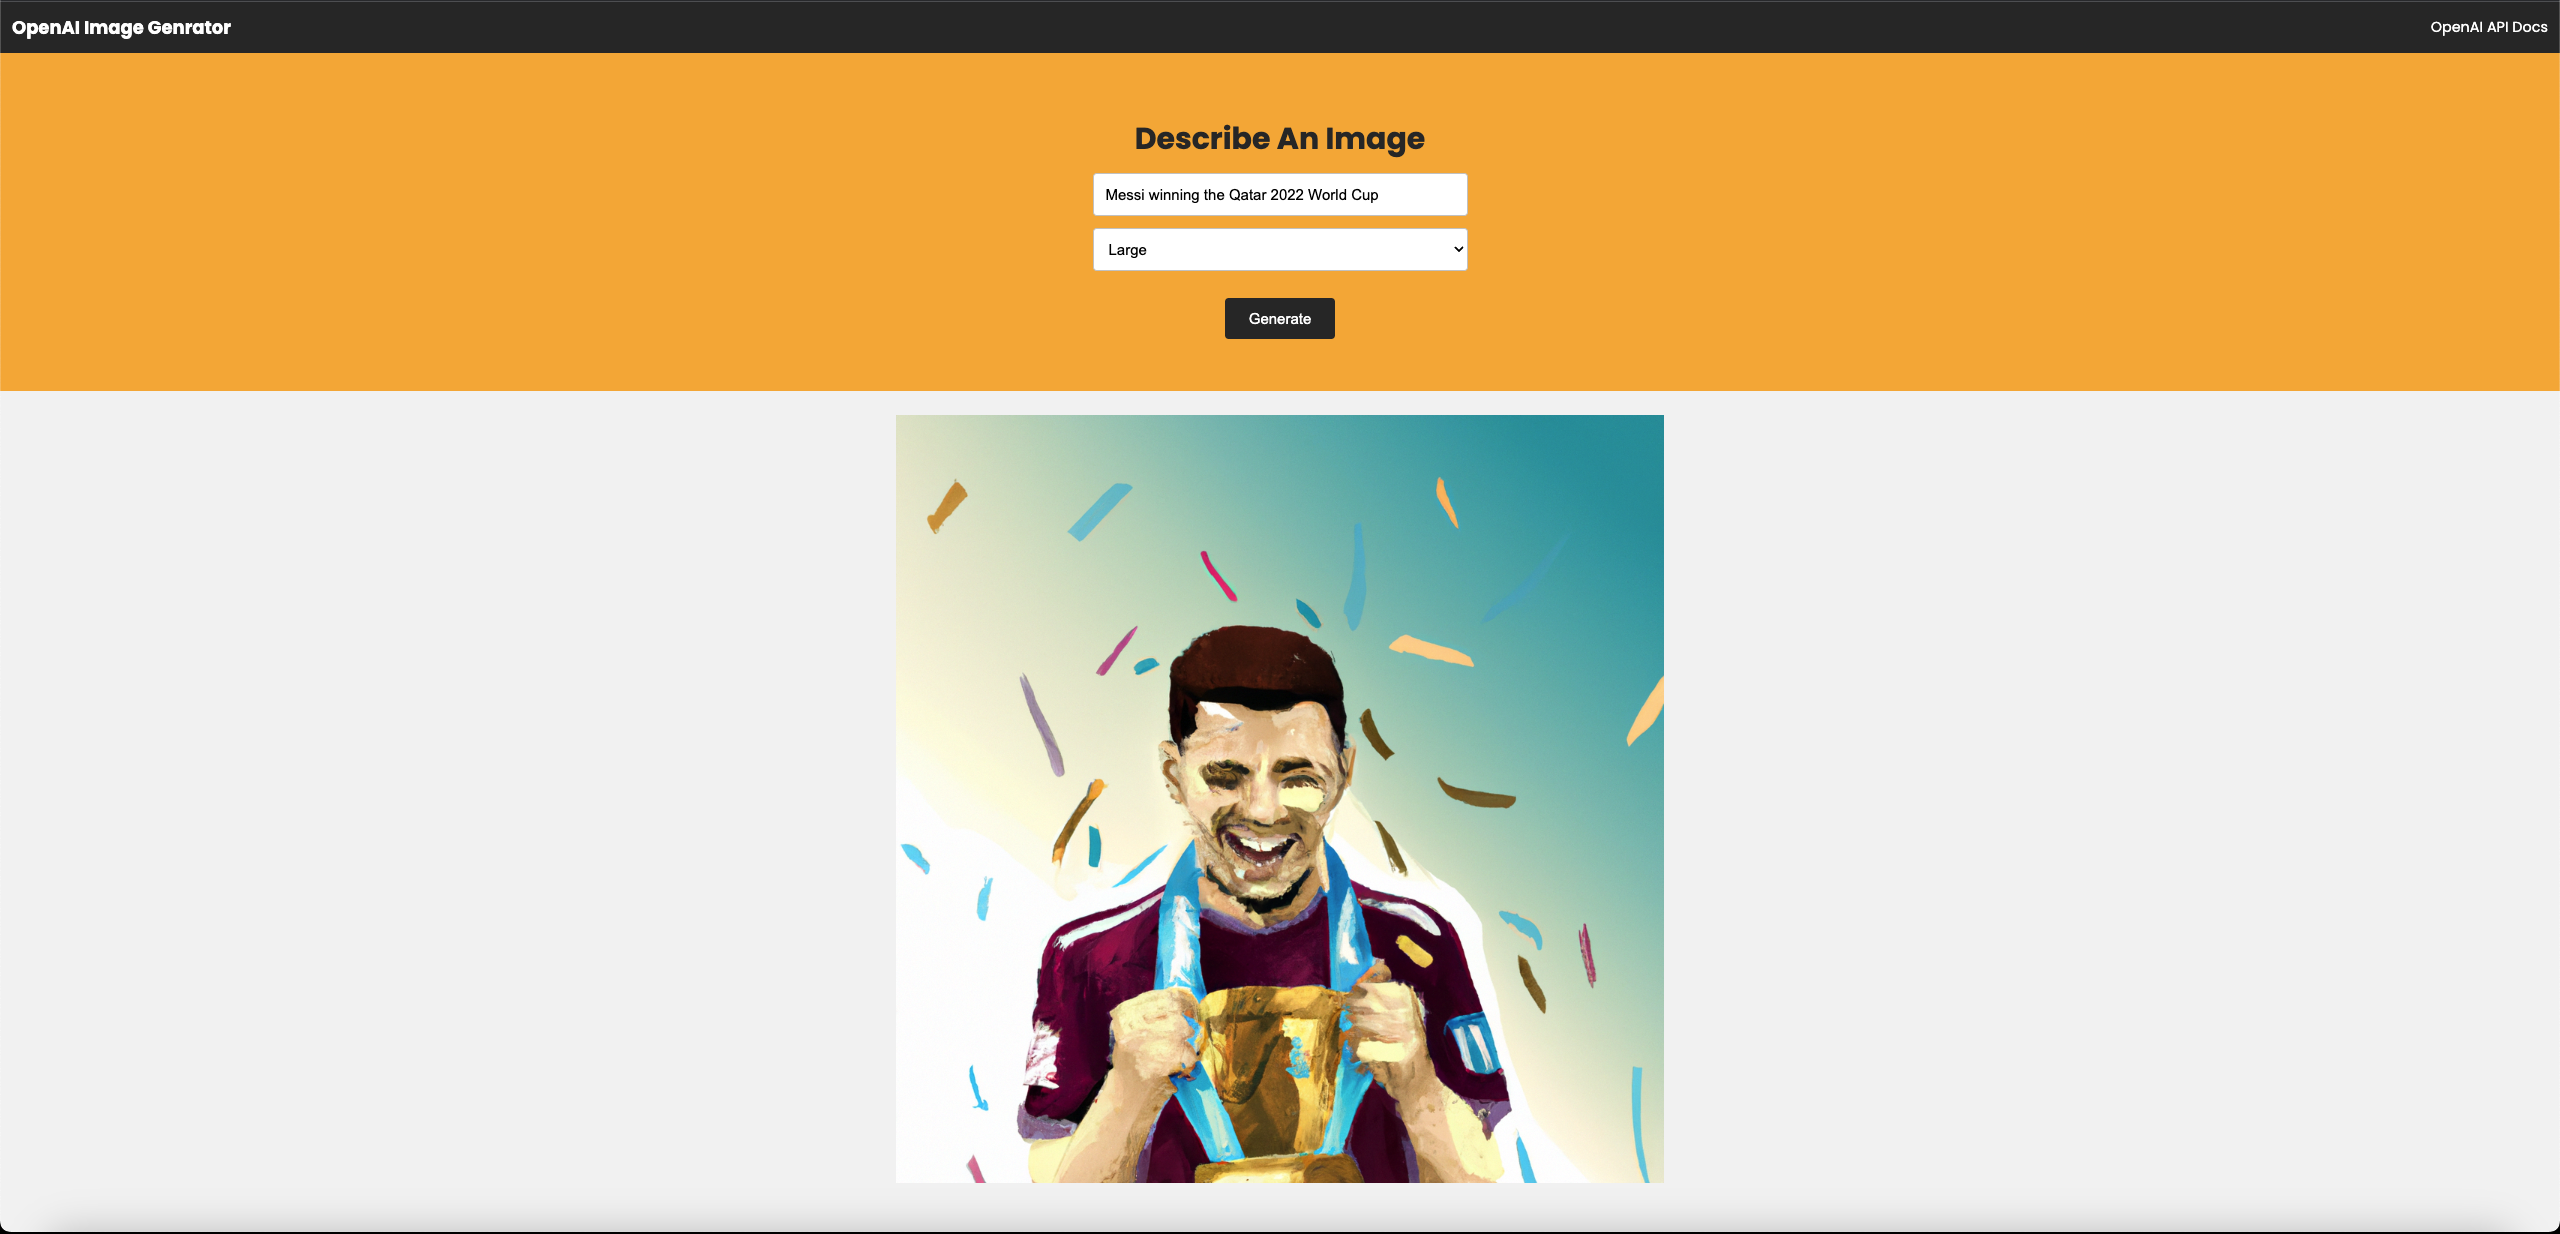 OpenAI Image Genrator
OpenAI API Docs
Describe An Image
Messi winning the Qatar 2022 World Cup
Large
Generate